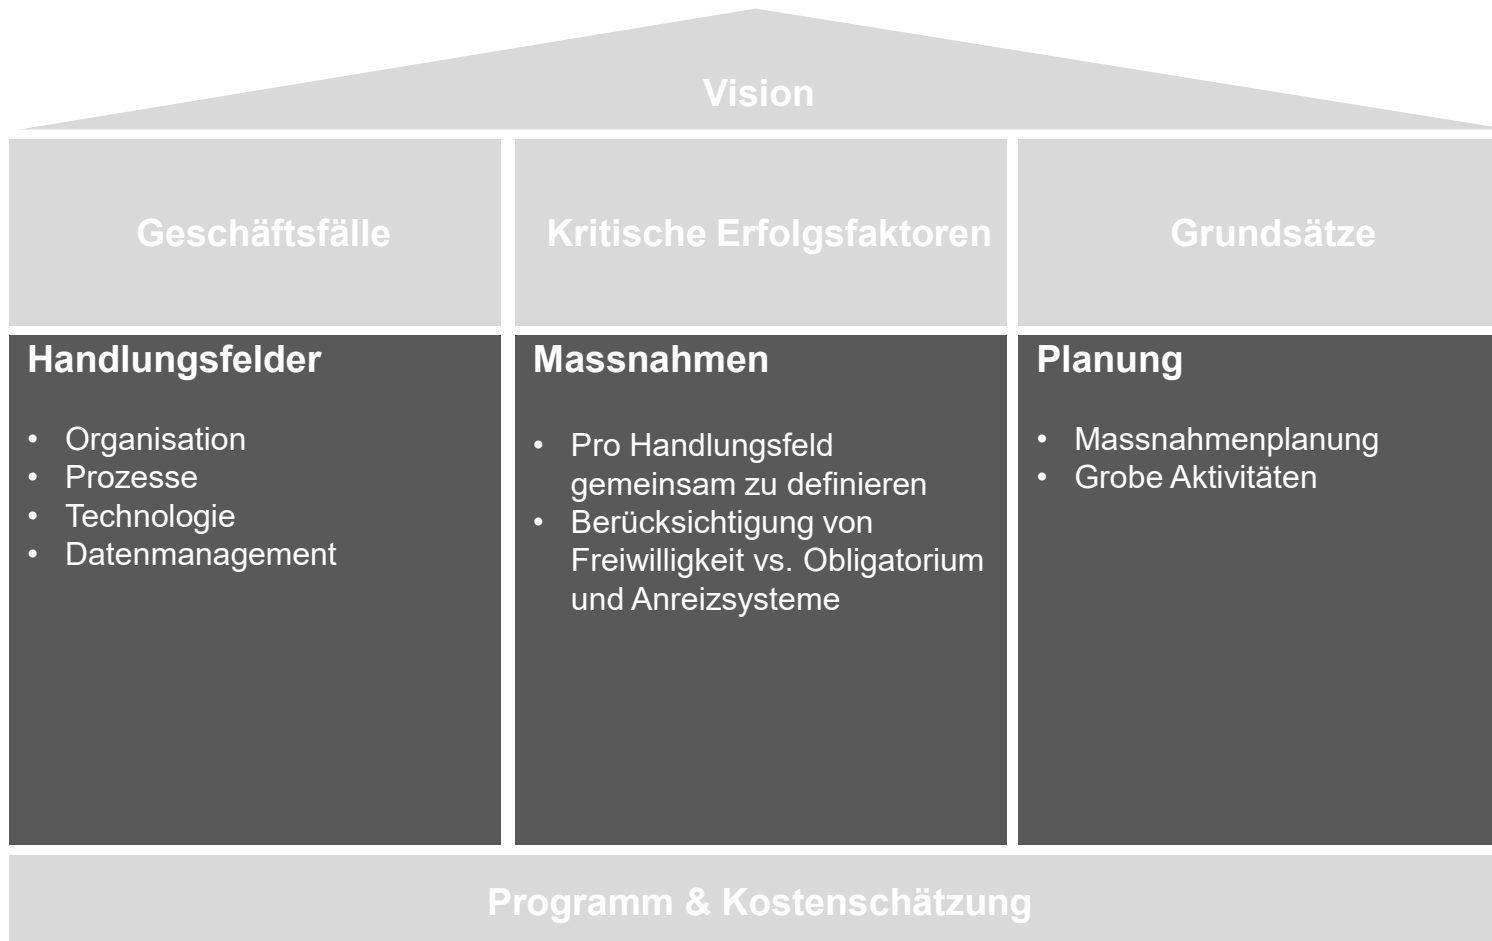 Vision
Geschäftsfälle
Kritische Erfolgsfaktoren
Grundsätze
Handlungsfelder
• Organisation
• Prozesse
• Technologie
• Datenmanagement
Massnahmen
• Pro Handlungsfeld
gemeinsam zu definieren
• Berücksichtigung von
Freiwilligkeit vs. Obligatorium
und Anreizsysteme
Planung
• Massnahmenplanung
• Grobe Aktivitäten
Programm & Kostenschätzung